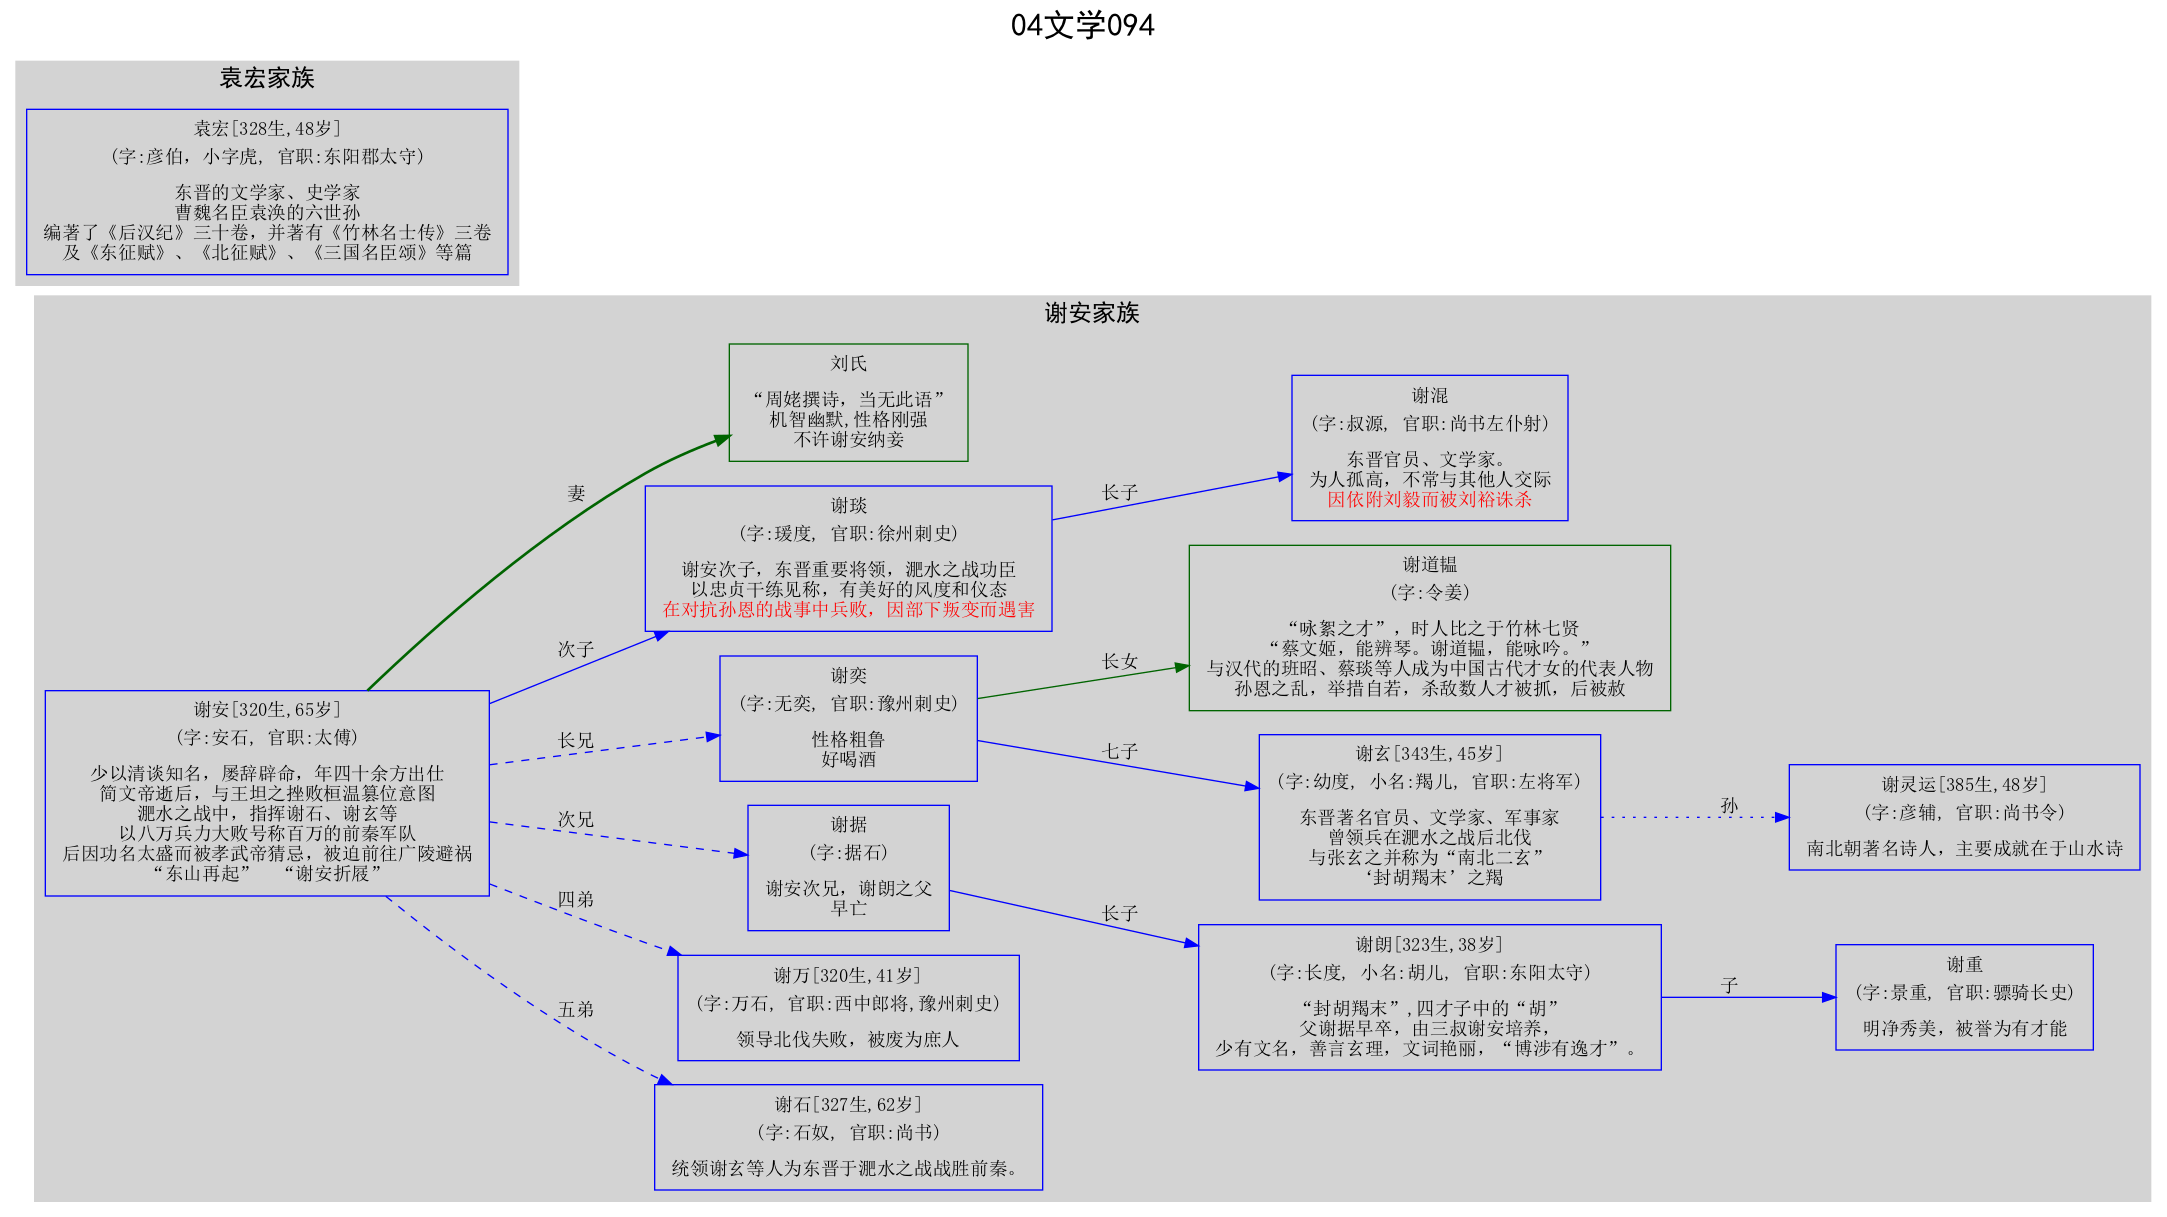 04文学094
袁宏家族
袁宏[328生,48岁]
(字:彦伯，小字虎, 官职:东阳郡太守)
东晋的文学家、史学家
曹魏名臣袁涣的六世孙
编著了《后汉纪》三十卷，并著有《竹林名士传》三卷
及《东征赋》、《北征赋》、《三国名臣颂》等篇
谢安家族
刘氏
“周姥撰诗，当无此语”
机智幽默,性格刚强
不许谢安纳妾
谢混
(字:叔源, 官职:尚书左仆射)
东晋官员、文学家。
为人孤高，不常与其他人交际
因依附刘毅而被刘裕诛杀
妻
长子
谢琰
(字:瑗度, 官职:徐州刺史)
谢安次子，东晋重要将领，淝水之战功臣
以忠贞干练见称，有美好的风度和仪态
在对抗孙恩的战事中兵败，因部下叛变而遇害
谢道韫
(字:令姜)
“咏絮之才”，时人比之于竹林七贤
“蔡文姬，能辨琴。谢道韫，能咏吟。”
与汉代的班昭、蔡琰等人成为中国古代才女的代表人物
孙恩之乱，举措自若，杀敌数人才被抓，后被赦
次子
长女
谢奕
(字:无奕, 官职:豫州刺史)
性格粗鲁
好喝酒
谢安[320生,65岁]
(字:安石, 官职:太傅)
少以清谈知名，屡辞辟命，年四十余方出仕
简文帝逝后，与王坦之挫败桓温篡位意图
淝水之战中，指挥谢石、谢玄等
以八万兵力大败号称百万的前秦军队
后因功名太盛而被孝武帝猜忌，被迫前往广陵避祸
“东山再起”  “谢安折屐”
长兄
七子
谢玄[343生,45岁]
(字:幼度, 小名:羯儿, 官职:左将军)
东晋著名官员、文学家、军事家
曾领兵在淝水之战后北伐
与张玄之并称为“南北二玄”
‘封胡羯末’之羯
孙
谢灵运[385生,48岁]
(字:彦辅, 官职:尚书令)
南北朝著名诗人，主要成就在于山水诗
次兄
谢据
(字:据石)
谢安次兄，谢朗之父
早亡
四弟
长子
谢朗[323生,38岁]
(字:长度, 小名:胡儿, 官职:东阳太守)
“封胡羯末”,四才子中的“胡”
父谢据早卒，由三叔谢安培养，
少有文名，善言玄理，文词艳丽，“博涉有逸才”。
子
谢重
(字:景重, 官职:骠骑长史)
明净秀美，被誉为有才能
谢万[320生,41岁]
(字:万石, 官职:西中郎将,豫州刺史)
领导北伐失败，被废为庶人
五弟
谢石[327生,62岁]
(字:石奴, 官职:尚书)
统领谢玄等人为东晋于淝水之战战胜前秦。